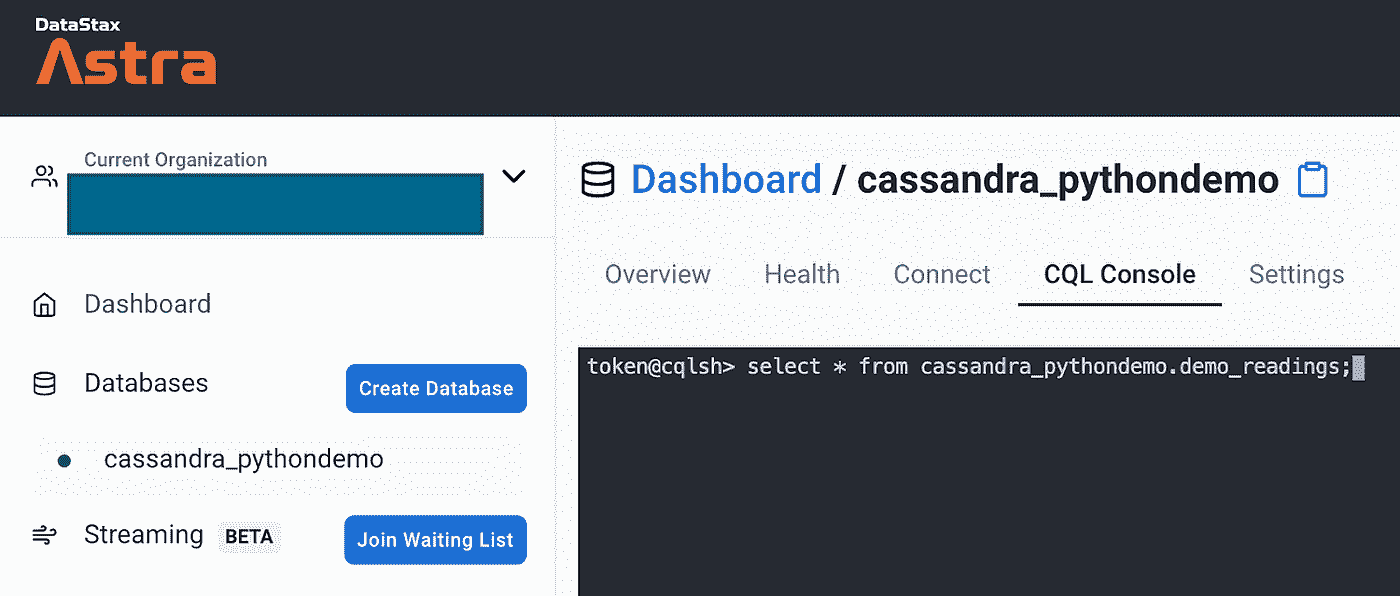 DataStax
Astra
Current Organization
Dashboard
Databases
Create Database
cassandra_pythondemo
Streaming BETA
Join Waiting List
Dashboard / cassandra_pythondemo
Overview Health Connect CQL Console Settings
token@cqlsh> select * from cassandra_pythondemo.demo_readings;